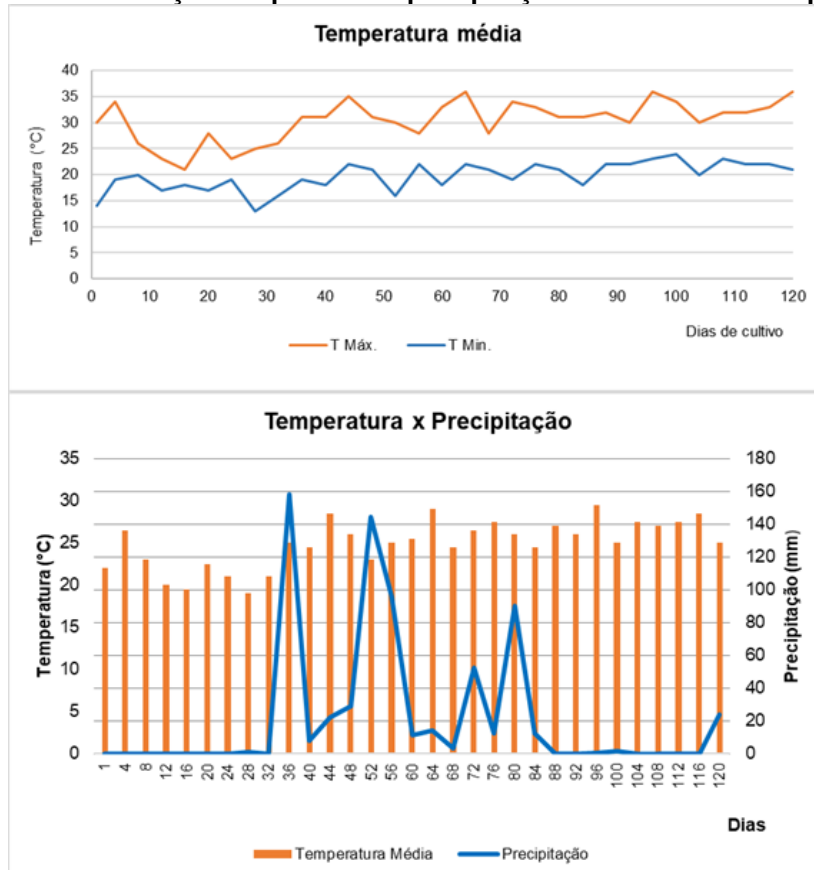 Temperatura média
Temperatura (°C)
40
35
30
25
20
15
10
5
0
0 10 20 30 40 50 60 70 80 90 100 110 120
Dias de cultivo
T Máx. T Min.
Temperatura x Precipitação
Temperatura (°C)
35
30
25
20
15
10
5
0
180
160
140
120
100
80
60
40
20
0
Precipitação (mm)
1 4 8 12 16 20 24 28 32 36 40 44 48 52 56 60 64 68 72 76 80 84 88 92 96 100 104 108 112 116 120
Dias
Temperatura Média Precipitação